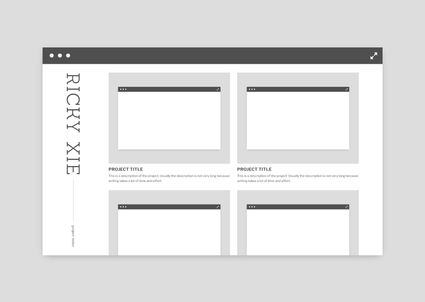 RICKY XIE
PROJECT TITLE
This is a description of the project. Usually the description is not very long because
writing takes a lot of time and effort.
PROJECT TITLE
This is a description of the project. Usually the description is not very long because
writing takes a lot of time and effort.